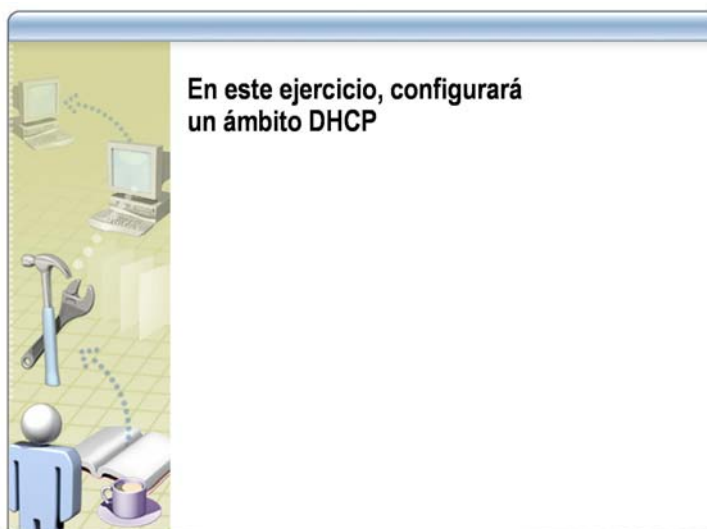 En este ejercicio, configurará
un ámbito DHCP